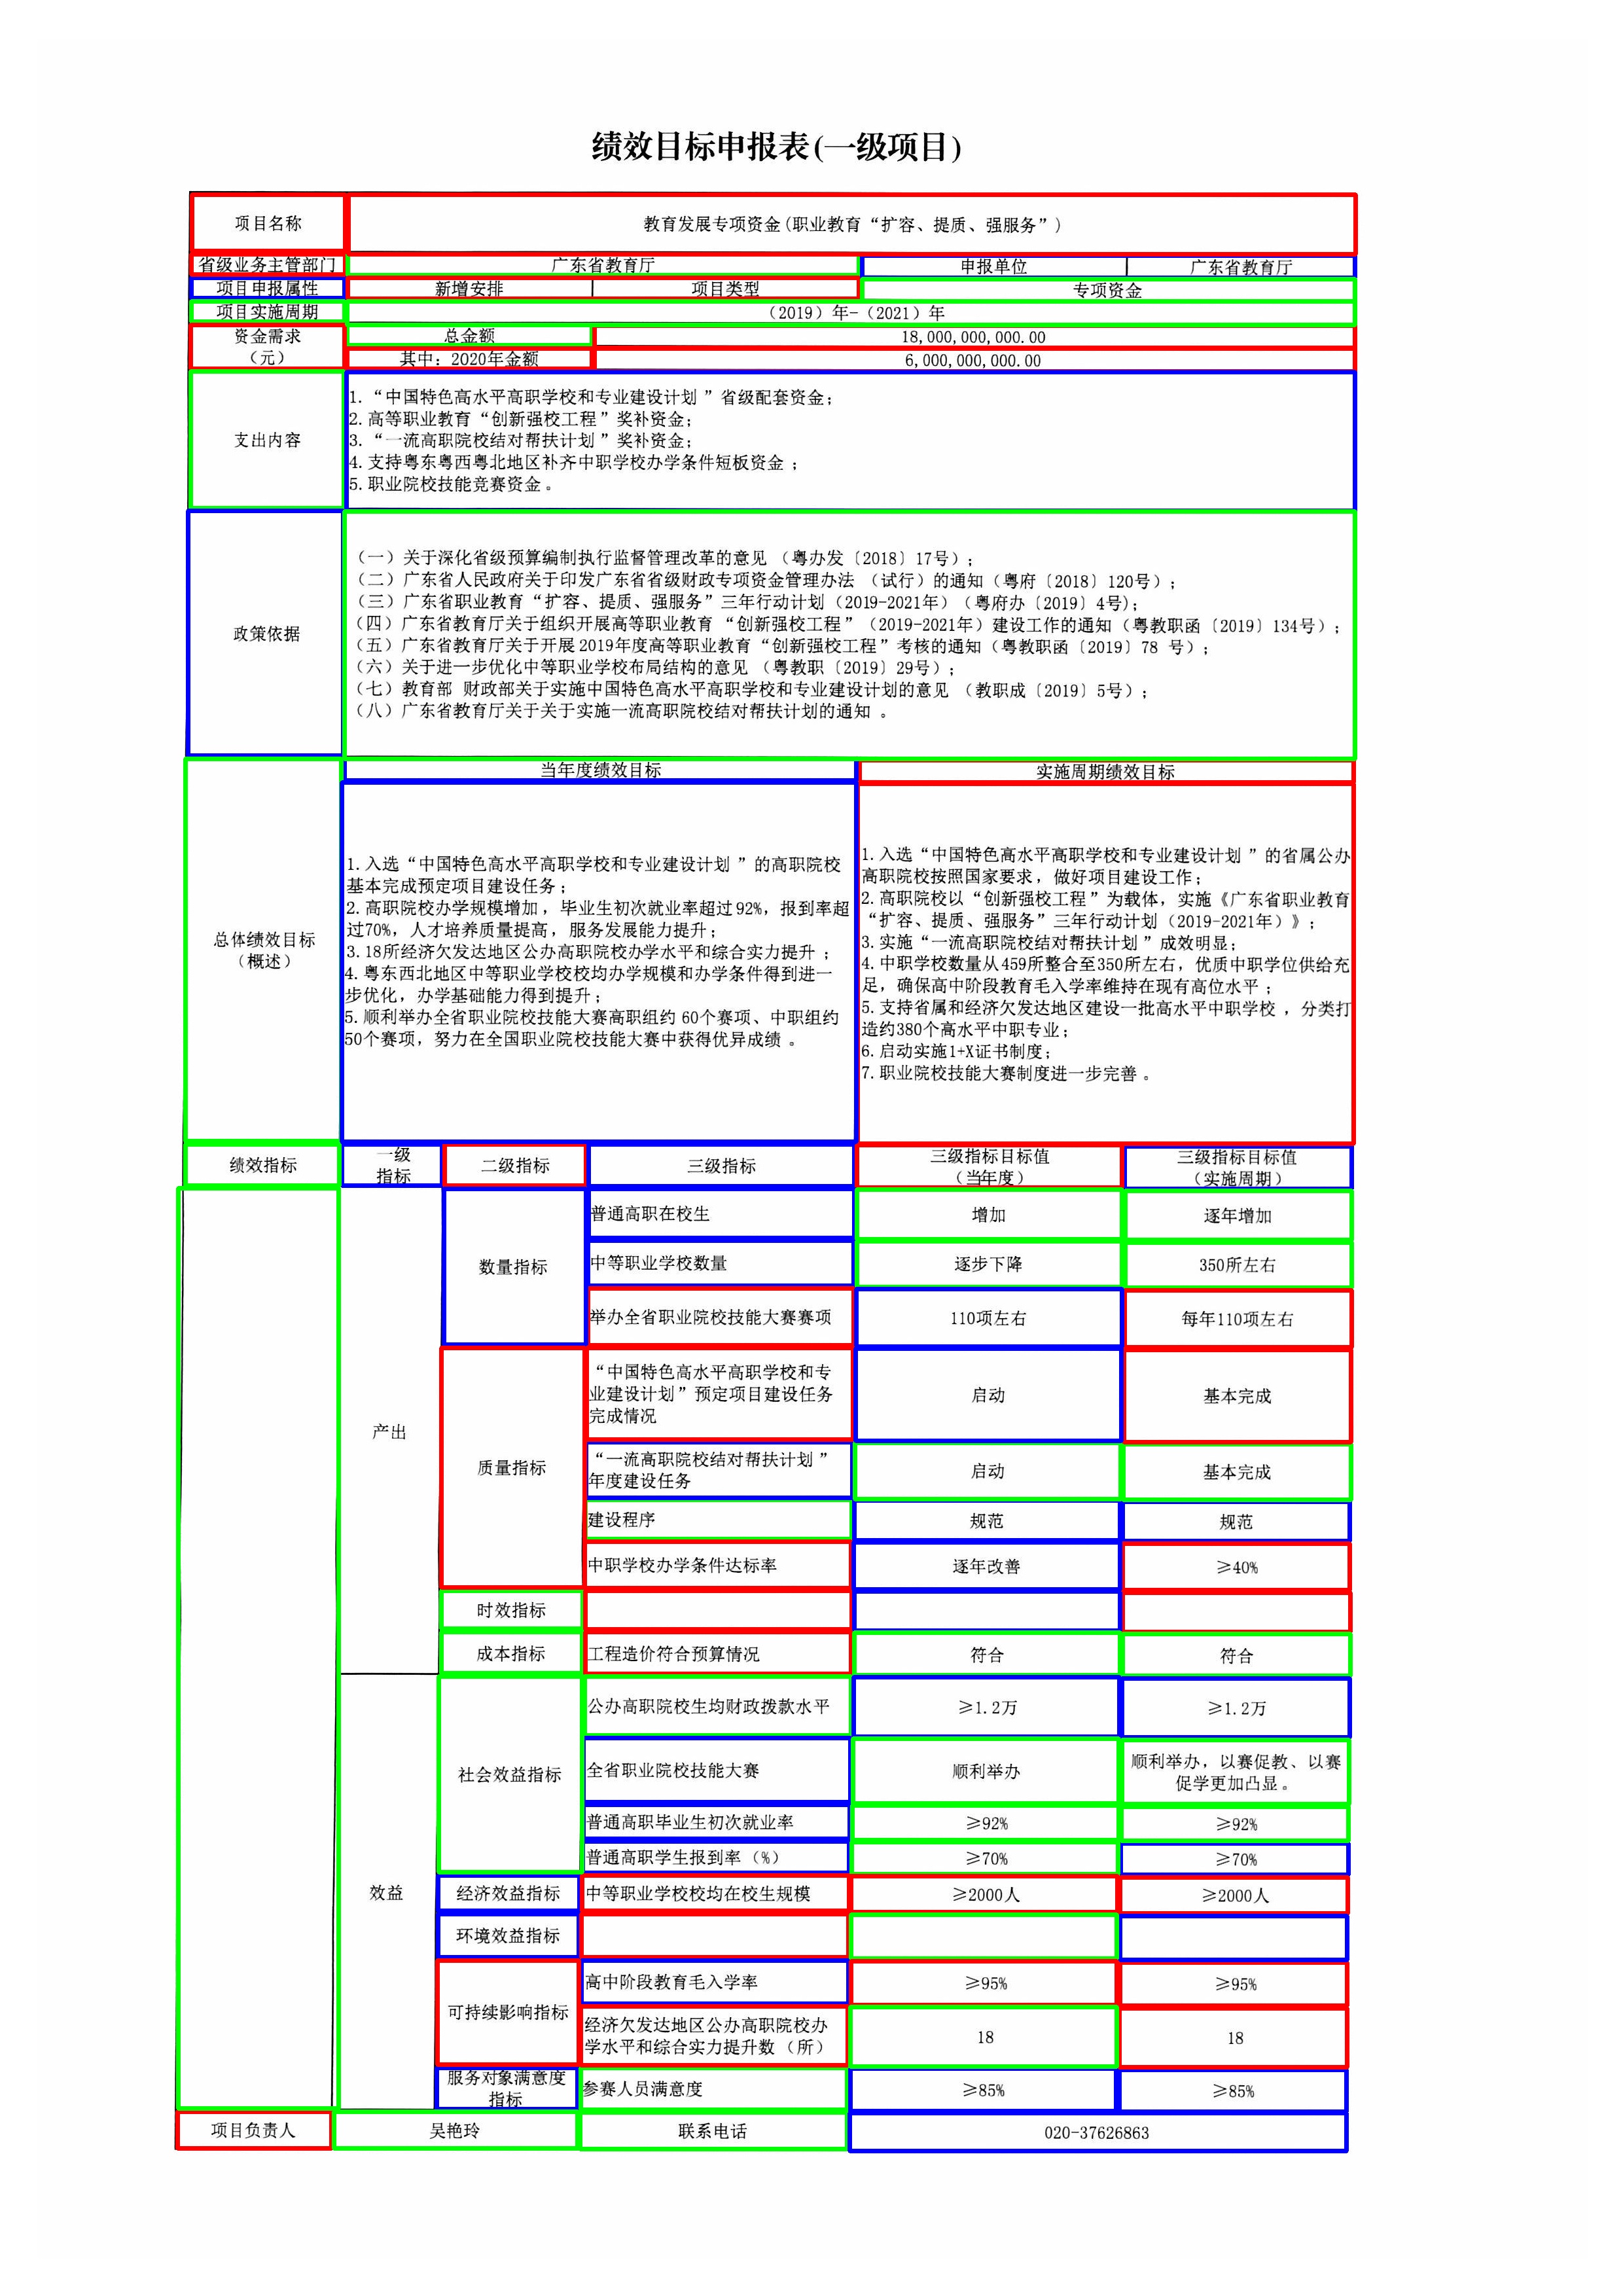 绩效目标申报表(一级项目)
项目名称
教育发展专项资金(职业教育“扩容、提质、强服务”)
省级业务主管部门
广东省教育厅
申报单位
广东省教育厅
项目申报属性
新增安排
项目类型
专项资金
项目实施周期
（2019）年-（2021）年
资金需求
（元）
总金额
18,000,000,000.00
其中：2020年金额
6,000,000,000.00
支出内容
1.“中国特色高水平高职学校和专业建设计划”省级配套资金；
2.高等职业教育“创新强校工程”奖补资金；
3.“一流高职院校结对帮扶计划”奖补资金；
4.支持粤东粤西粤北地区补齐中职学校办学条件短板资金；
5.职业院校技能竞赛资金。
政策依据
（一）关于深化省级预算编制执行监督管理改革的意见（粤办发〔2018〕17号）；
（二）广东省人民政府关于印发广东省省级财政专项资金管理办法（试行）的通知（粤府〔2018〕120号）；
（三）广东省职业教育“扩容、提质、强服务”三年行动计划（2019-2021年）（粤府办〔2019〕4号）；
（四）广东省教育厅关于组织开展高等职业教育“创新强校工程”（2019-2021年）建设工作的通知（粤教职函〔2019〕134号）；
（五）广东省教育厅关于开展2019年度高等职业教育“创新强校工程”考核的通知（粤教职函〔2019〕78 号）；
（六）关于进一步优化中等职业学校布局结构的意见（粤教职〔2019〕29号）；
（七）教育部 财政部关于实施中国特色高水平高职学校和专业建设计划的意见（教职成〔2019〕5号）；
（八）广东省教育厅关于关于实施一流高职院校结对帮扶计划的通知。
总体绩效目标
（概述）
当年度绩效目标
1.入选“中国特色高水平高职学校和专业建设计划”的高职院校
基本完成预定项目建设任务；
2.高职院校办学规模增加，毕业生初次就业率超过92%，报到率超
过70%，人才培养质量提高，服务发展能力提升；
3.18所经济欠发达地区公办高职院校办学水平和综合实力提升；
4.粤东西北地区中等职业学校校均办学规模和办学条件得到进一
步优化，办学基础能力得到提升；
5.顺利举办全省职业院校技能大赛高职组约60个赛项、中职组约
50个赛项，努力在全国职业院校技能大赛中获得优异成绩。
实施周期绩效目标
1.入选“中国特色高水平高职学校和专业建设计划”的省属公办
高职院校按照国家要求，做好项目建设工作；
2.高职院校以“创新强校工程”为载体，实施《广东省职业教育
“扩容、提质、强服务”三年行动计划（2019-2021年）》；
3.实施“一流高职院校结对帮扶计划”成效明显；
4.中职学校数量从459所整合至350所左右，优质中职学位供给充
足，确保高中阶段教育毛入学率维持在现有高位水平；
5.支持省属和经济欠发达地区建设一批高水平中职学校，分类打
造约380个高水平中职专业；
6.启动实施1+X证书制度；
7.职业院校技能大赛制度进一步完善。
绩效指标
一级
指标
二级指标
三级指标
三级指标目标值
（当年度）
三级指标目标值
（实施周期）
产出
数量指标
普通高职在校生
增加
逐年增加
中等职业学校数量
逐步下降
350所左右
举办全省职业院校技能大赛赛项
110项左右
每年110项左右
质量指标
“中国特色高水平高职学校和专
业建设计划”预定项目建设任务
完成情况
启动
基本完成
“一流高职院校结对帮扶计划”
年度建设任务
启动
基本完成
建设程序
规范
规范
中职学校办学条件达标率
逐年改善
≥40%
时效指标
成本指标
工程造价符合预算情况
符合
符合
效益
社会效益指标
公办高职院校生均财政拨款水平
≥1.2万
≥1.2万
全省职业院校技能大赛
顺利举办
顺利举办，以赛促教、以赛
促学更加凸显。
普通高职毕业生初次就业率
≥92%
≥92%
普通高职学生报到率（%）
≥70%
≥70%
经济效益指标
中等职业学校校均在校生规模
≥2000人
≥2000人
环境效益指标
可持续影响指标
高中阶段教育毛入学率
≥95%
≥95%
经济欠发达地区公办高职院校办
学水平和综合实力提升数（所）
18
18
服务对象满意度
指标
参赛人员满意度
≥85%
≥85%
项目负责人
吴艳玲
联系电话
020-37626863